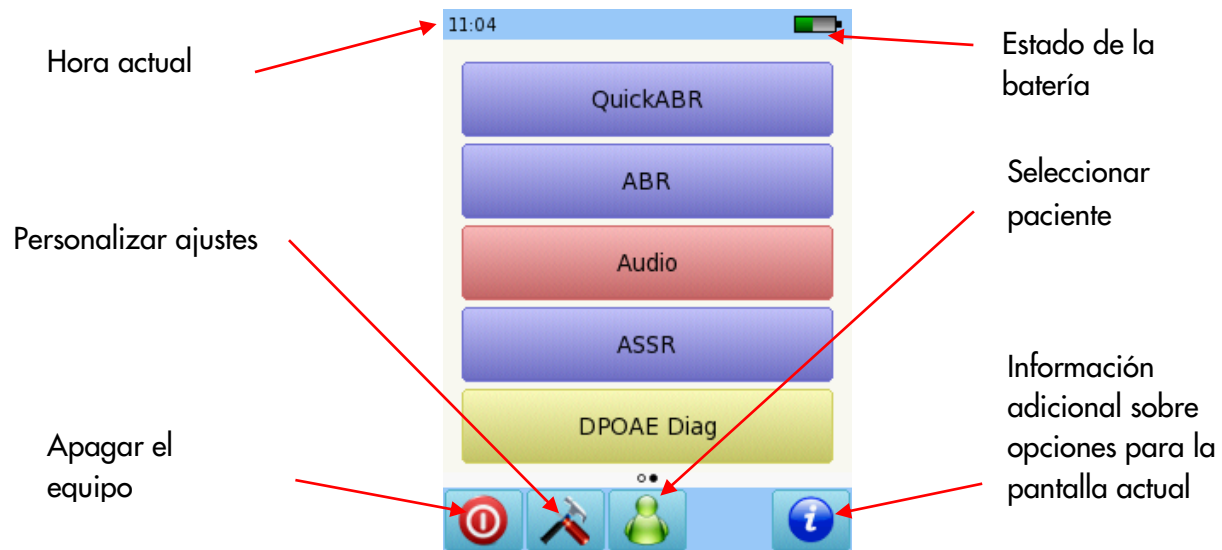 Hora actual
11:04
Estado de la
batería
QuickABR
ABR
Seleccionar
paciente
Personalizar ajustes
Audio
ASSR
Información
adicional sobre
opciones para la
pantalla actual
DPOAE Diag
Apagar el
equipo
i